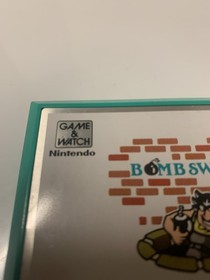 GAME &
WATCH
Nintendo
BOMB SW